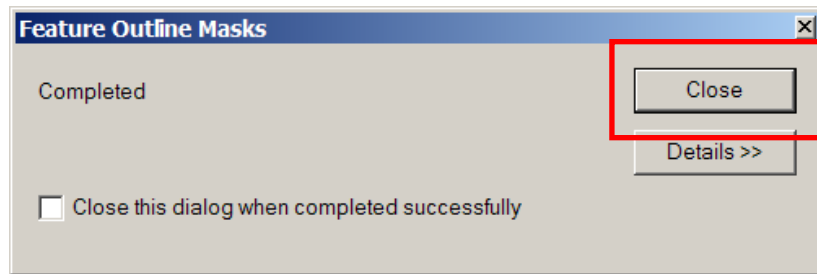 Feature Outline Masks
Completed
Close
Details >>
Close this dialog when completed successfully